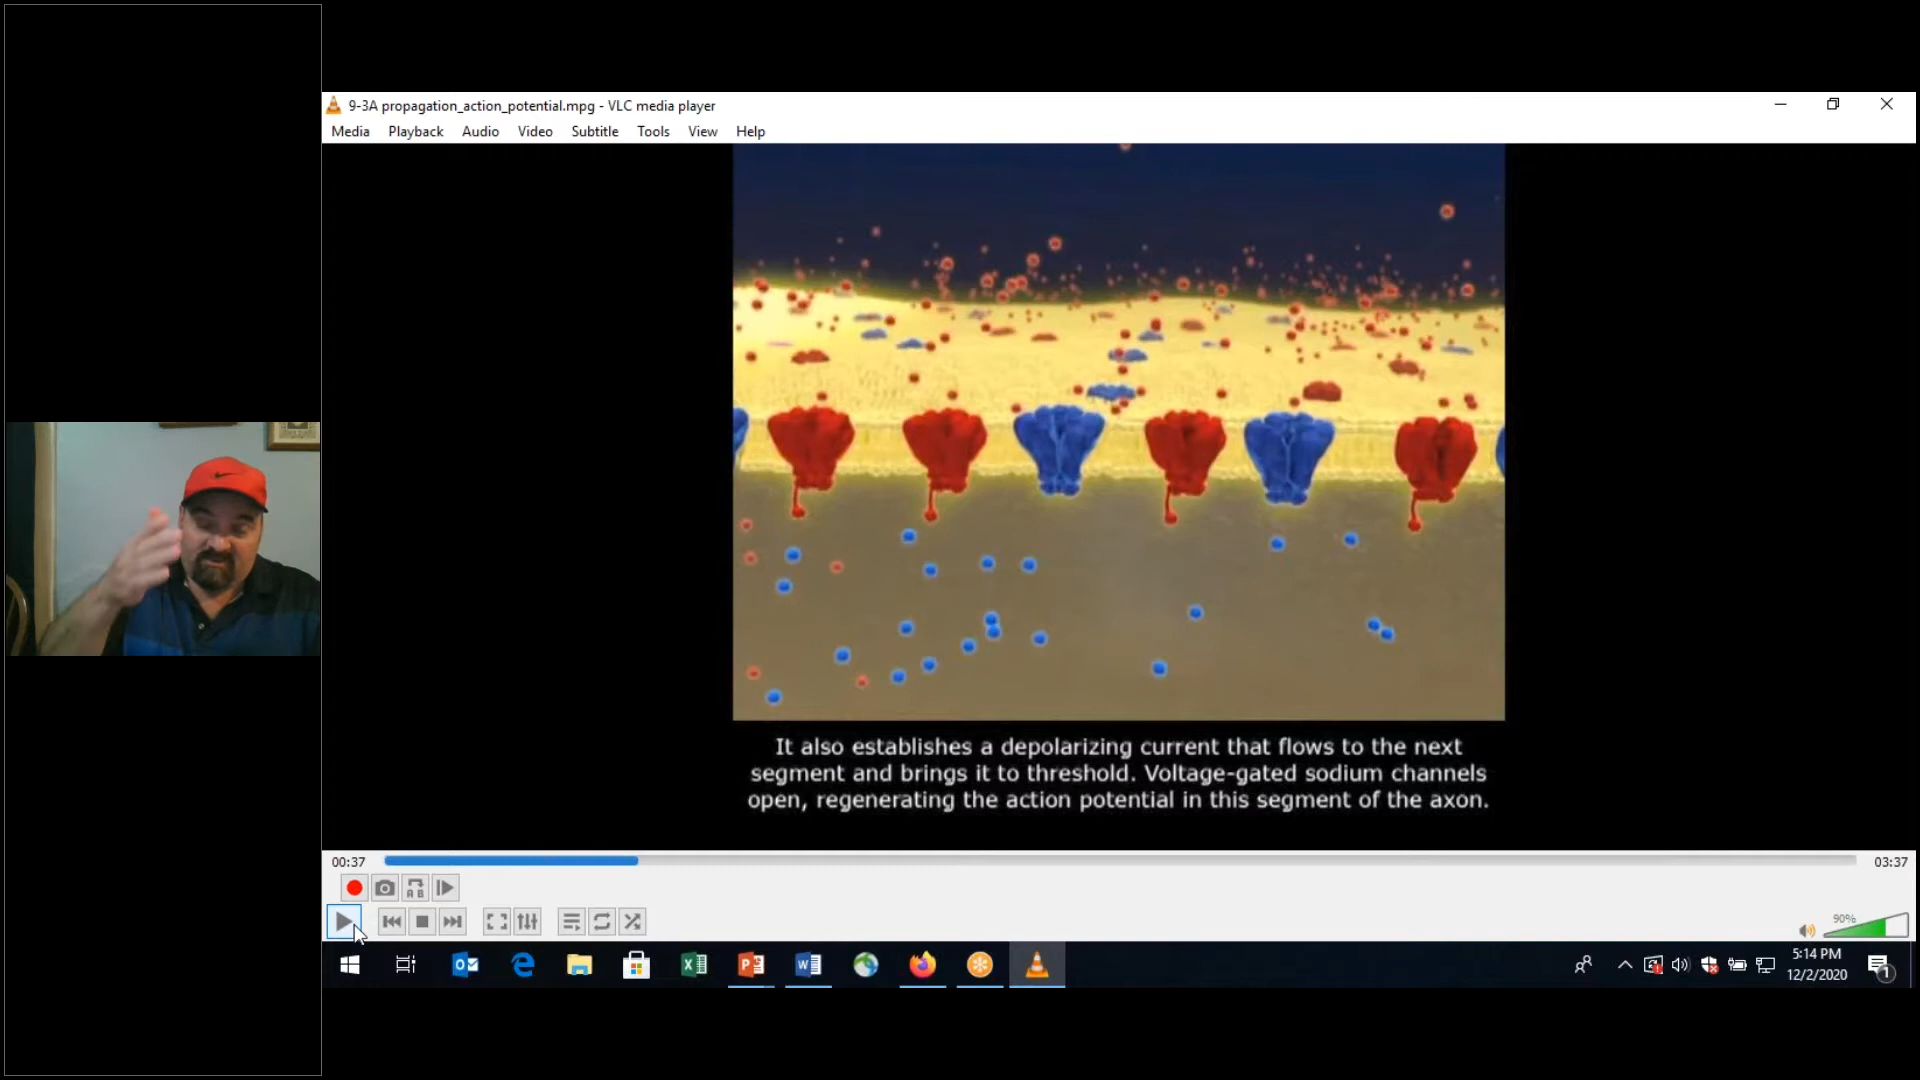 9-3A propagation_action_potential.mpg - VLC media player
Media Playback Audio Video Subtitle Tools View Help
It also establishes a depolarizing current that flows to the next
segment and brings it to threshold. Voltage-gated sodium channels
open, regenerating the action potential in this segment of the axon.
00:37
03:37
90%
5:14 PM
12/2/2020
1